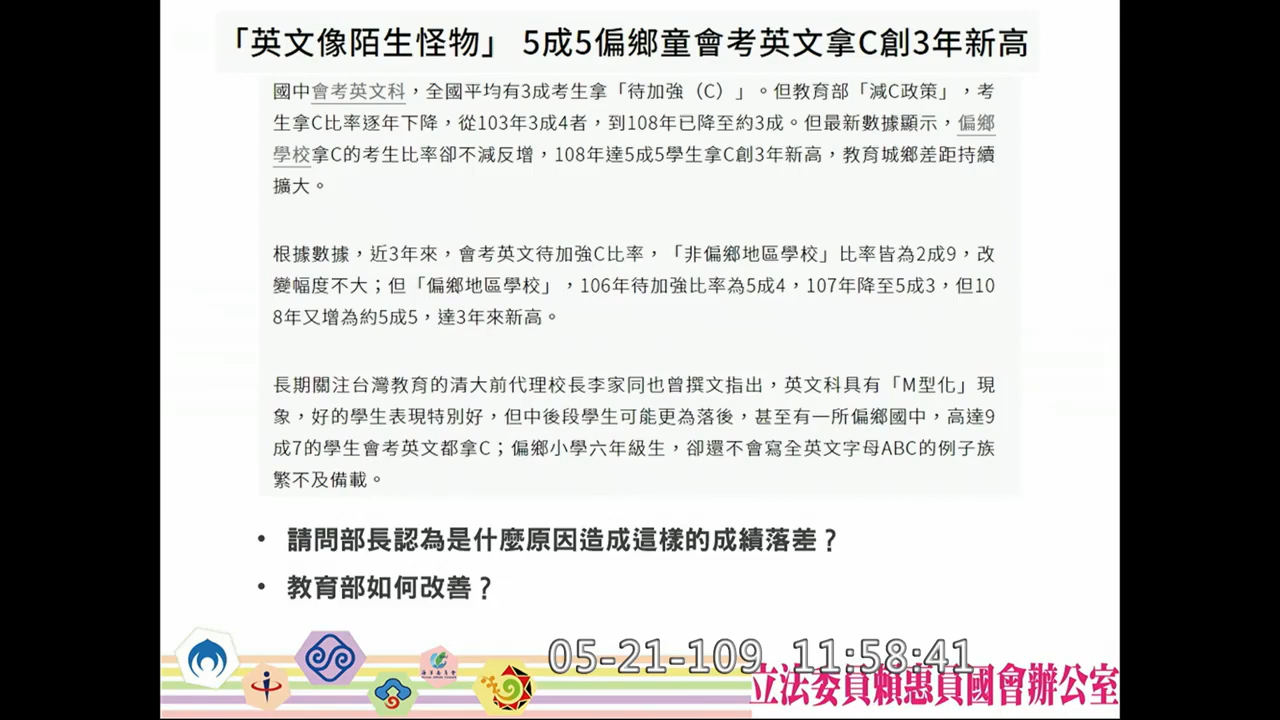 「英文像陌生怪物」 5成5偏鄉童會考英文拿C創3年新高
國中會考英文科，全國平均有3成考生拿「待加強（C）」。但教育部「減C政策」，考
生拿C比率逐年下降，從103年3成4者，到108年已降至約3成。但最新數據顯示，偏鄉
學校拿C的考生比率卻不減反增，108年達5成5學生拿C創3年新高，教育城鄉差距持續
擴大。
根據數據，近3年來，會考英文待加強C比率，「非偏鄉地區學校」比率皆為2成9，改
變幅度不大；但「偏鄉地區學校」，106年待加強比率為5成4，107年降至5成3，但10
8年又增為約5成5，達3年來新高。
長期關注台灣教育的清大前代理校長李家同也曾撰文指出，英文科具有「M型化」現
象，好的學生表現特別好，但中後段學生可能更為落後，甚至有一所偏鄉國中，高達9
成7的學生會考英文都拿C；偏鄉小學六年級生，卻還不會寫全英文字母ABC的例子族
繁不及備載。
• 請問部長認為是什麼原因造成這樣的成績落差？
• 教育部如何改善？
05-21-109 11:58:41
立法委員賴惠員國會辦公室